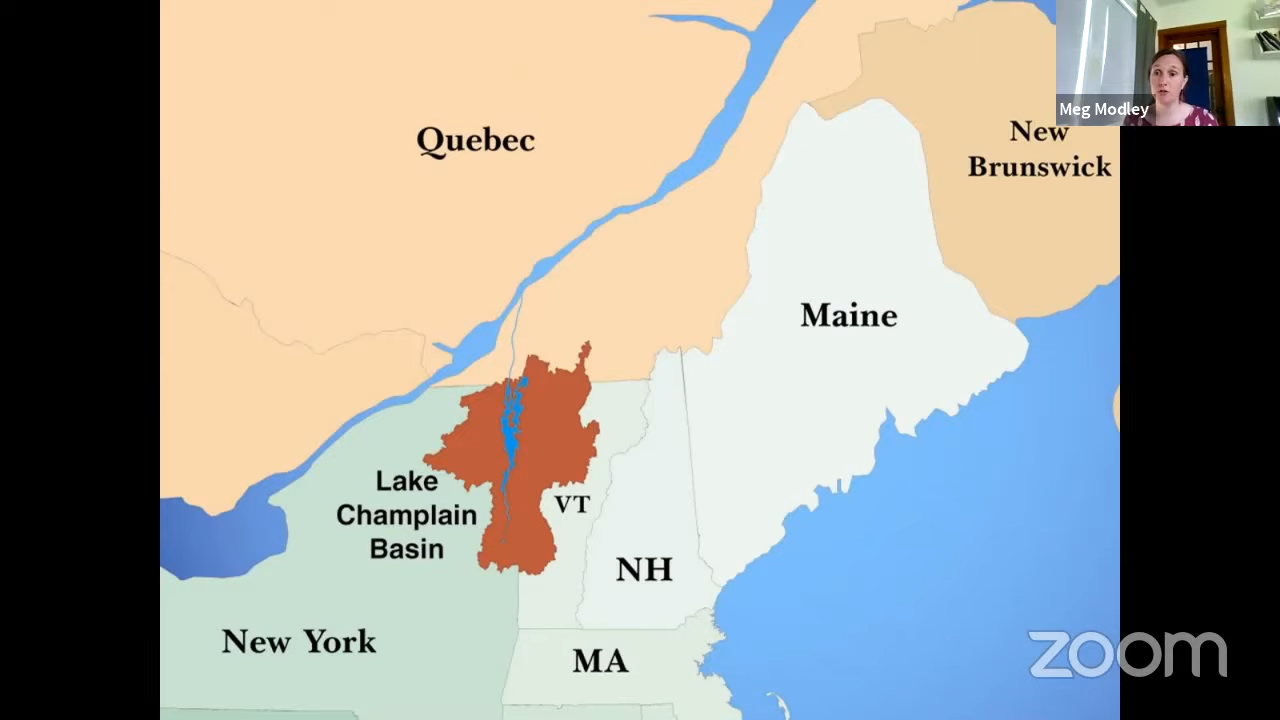 Meg Modley
Quebec
New
Brunswick
Maine
Lake
Champlain
Basin
VT
NH
New York
MA
zoom